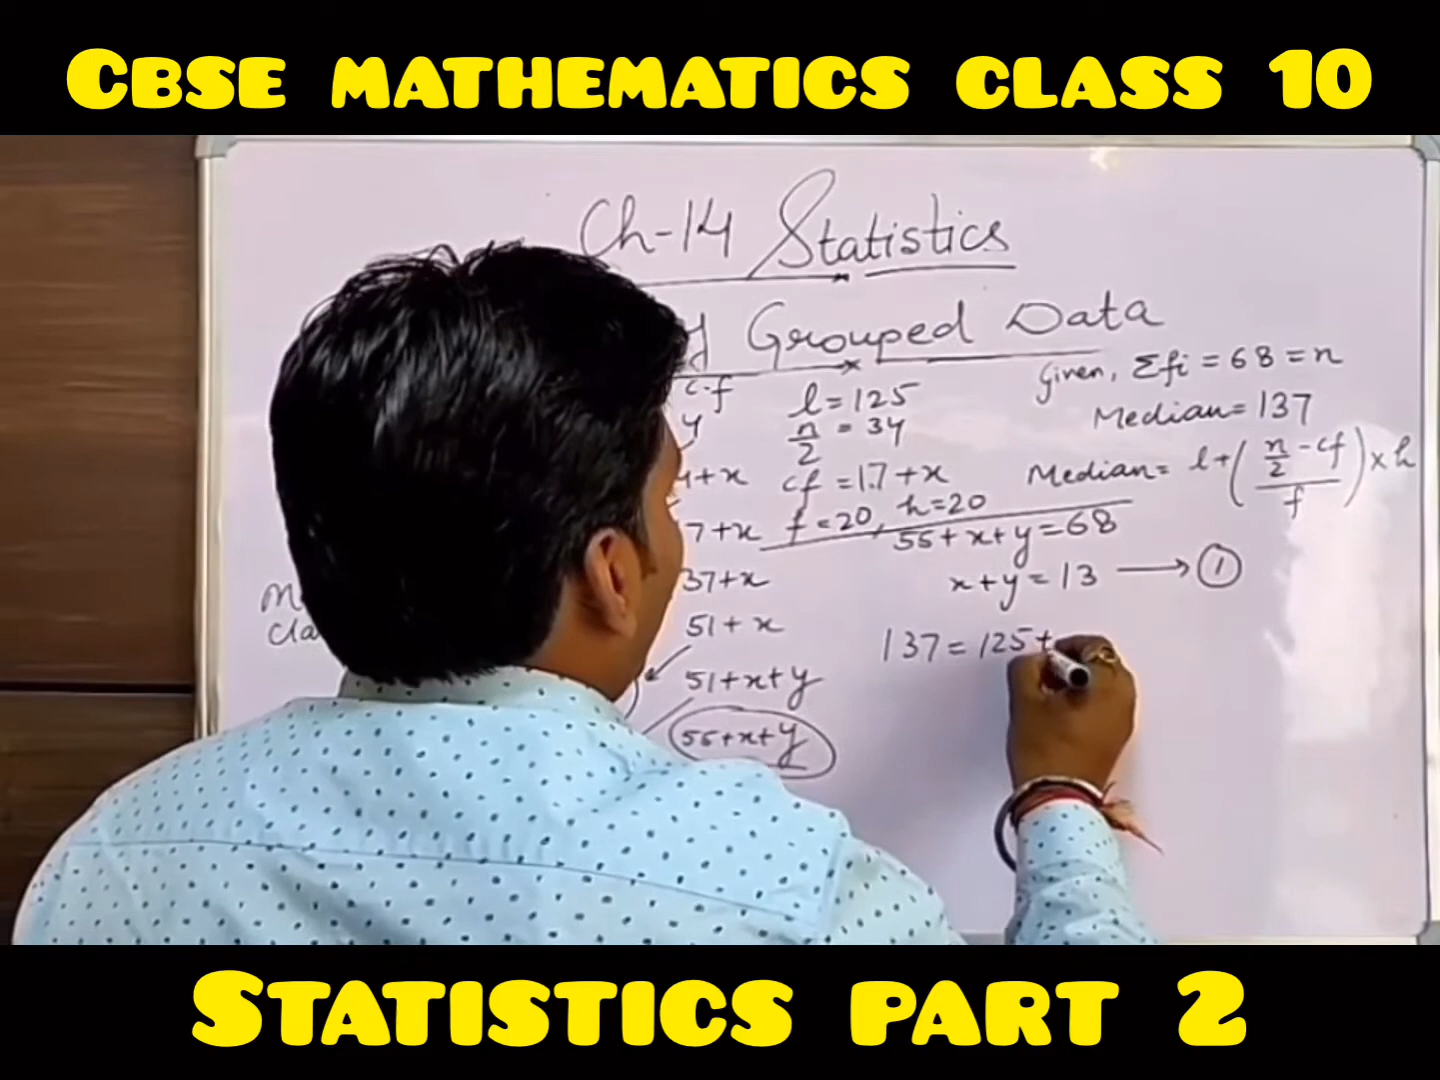 CBSE MATHEMATICS CLASS 10
Ch-14 Statistics
Grouped Data
c.f
y
+x
7+x
37+x
51+x
51+x+y
55+x+y
l=125
n/2 = 34
cf = 17+x
f = 20, h=20
Given, Σfi = 68 = n
Median = 137
Median = l + ( (n/2 - cf) / f ) × h
55+x+y=68
x+y = 13 → 1
137 = 125+
STATISTICS PART 2